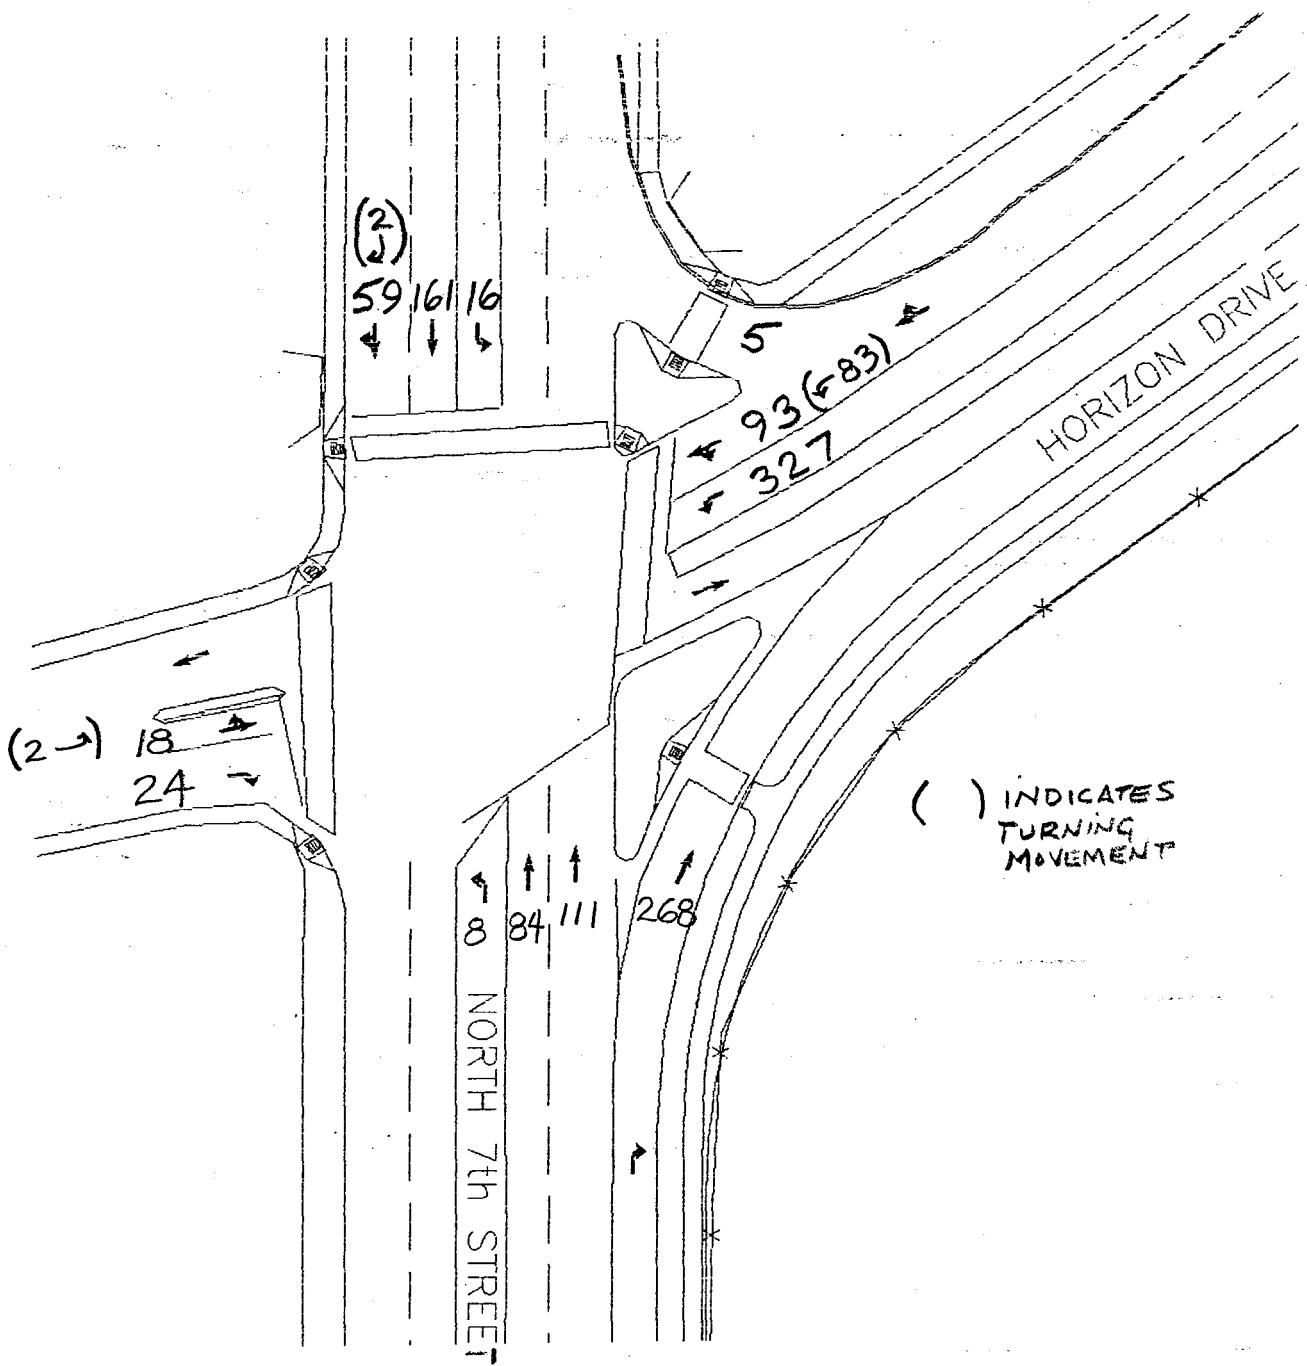 (2)
59 161 16
5
93 (83)
327
HORIZON DRIVE
(2) 18
24
( ) INDICATES
TURNING
MOVEMENT
8 84 111 268
NORTH 7th STREET